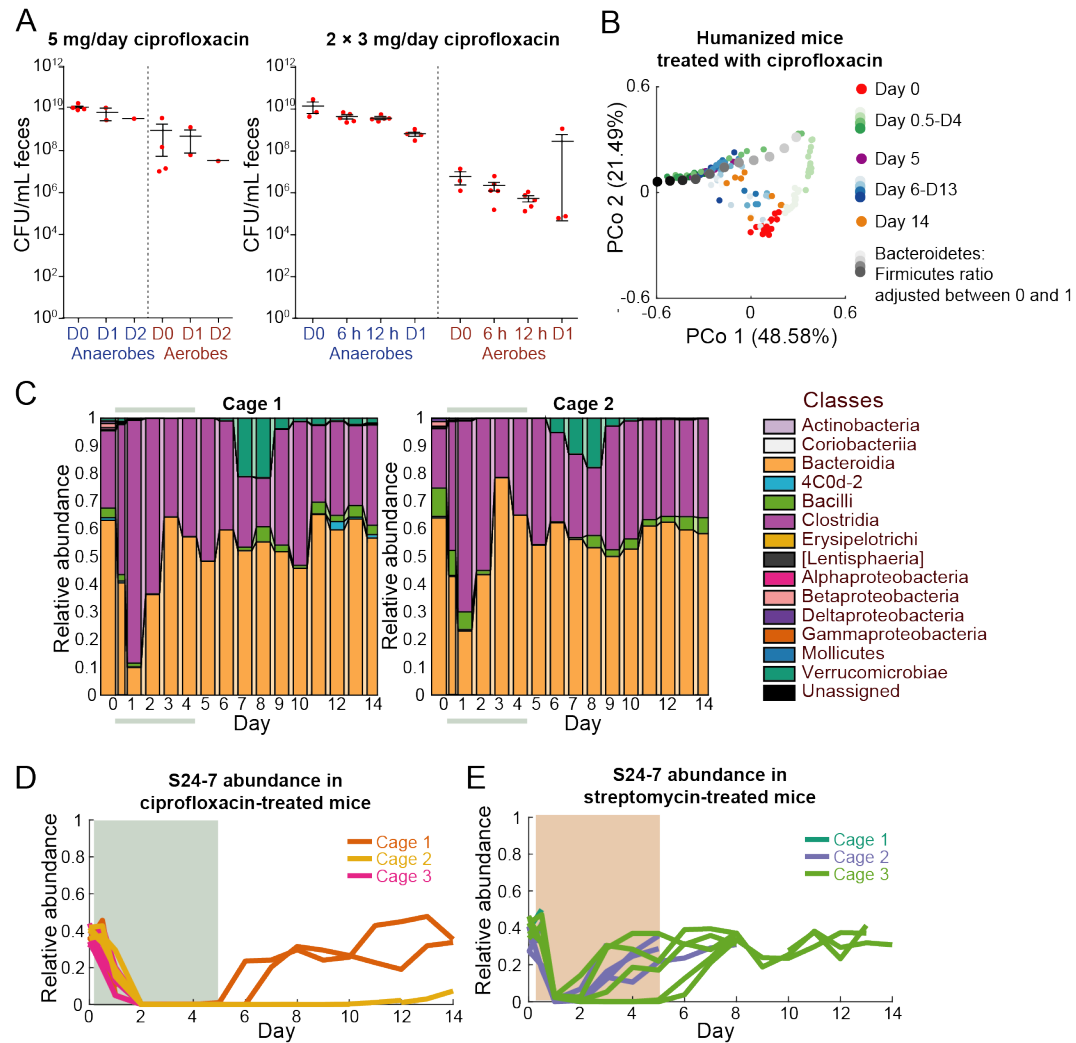 A
5 mg/day ciprofloxacin
2 × 3 mg/day ciprofloxacin
CFU/mL feces
10^12
10^10
10^8
10^6
10^4
10^2
10^0
D0 D1 D2 D0 D1 D2
Anaerobes Aerobes
CFU/mL feces
10^12
10^10
10^8
10^6
10^4
10^2
10^0
D0 6 h 12 h D1 D0 6 h 12 h D1
Anaerobes Aerobes
B
Humanized mice
treated with ciprofloxacin
PCo 2 (21.49%)
0.6
0
-0.6
-0.6 0 0.6
PCo 1 (48.58%)
Day 0
Day 0.5-D4
Day 5
Day 6-D13
Day 14
Bacteroidetes:
Firmicutes ratio
adjusted between 0 and 1
C
Cage 1
Relative abundance
1
0.9
0.8
0.7
0.6
0.5
0.4
0.3
0.2
0.1
0
0 1 2 3 4 5 6 7 8 9 10 12 14
Day
Cage 2
Relative abundance
1
0.9
0.8
0.7
0.6
0.5
0.4
0.3
0.2
0.1
0
0 1 2 3 4 5 6 7 8 9 10 12 14
Day
Classes
Actinobacteria
Coriobacteriia
Bacteroidia
4C0d-2
Bacilli
Clostridia
Erysipelotrichi
[Lentisphaeria]
Alphaproteobacteria
Betaproteobacteria
Deltaproteobacteria
Gammaproteobacteria
Mollicutes
Verrucomicrobiae
Unassigned
D
S24-7 abundance in
ciprofloxacin-treated mice
Relative abundance
1
0.8
0.6
0.4
0.2
0
0 2 4 6 8 10 12 14
Day
Cage 1
Cage 2
Cage 3
E
S24-7 abundance in
streptomycin-treated mice
Relative abundance
1
0.8
0.6
0.4
0.2
0
0 2 4 6 8 10 12 14
Day
Cage 1
Cage 2
Cage 3